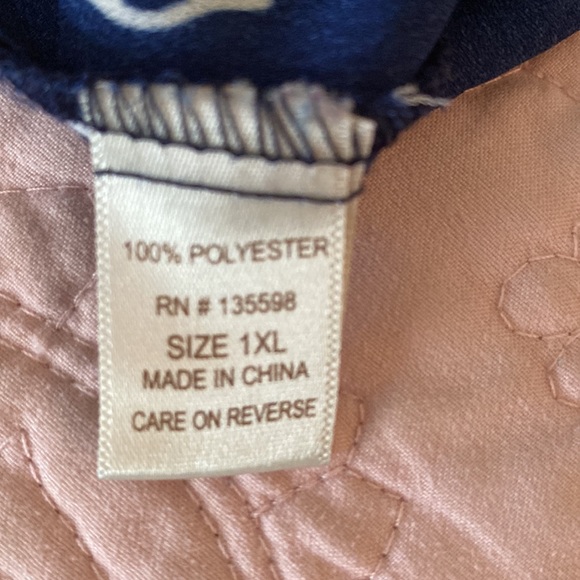 100% POLYESTER
RN # 135598
SIZE 1XL
MADE IN CHINA
CARE ON REVERSE